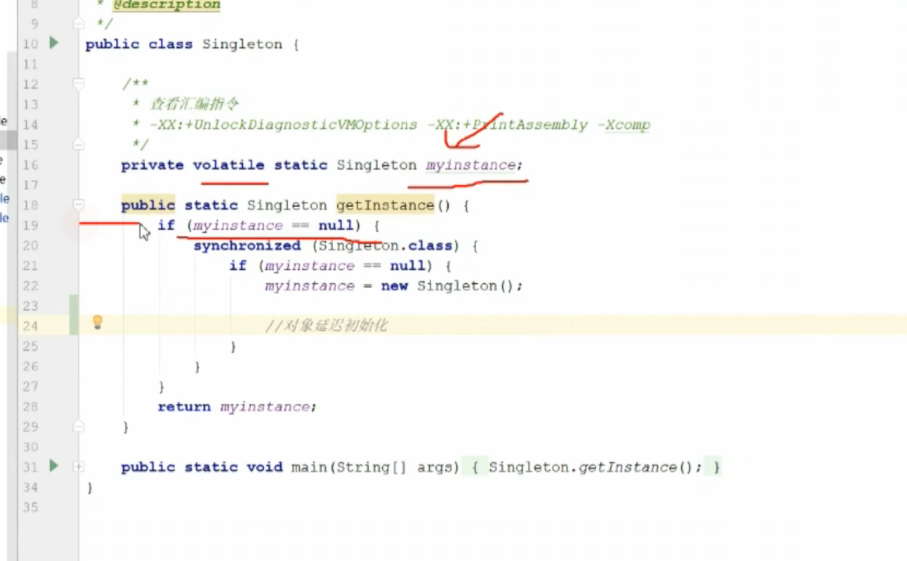 8 * @description
9 */
10 public class Singleton {
11
12 /**
13 * 查看汇编指令
14 * -XX:+UnlockDiagnosticVMOptions -XX:+PrintAssembly -Xcomp
15 */
16 private volatile static Singleton myinstance;
17
18 public static Singleton getInstance() {
19 if (myinstance == null) {
20 synchronized (Singleton.class) {
21 if (myinstance == null) {
22 myinstance = new Singleton();
23
24 //对象延迟初始化
25 }
26 }
27 }
28 return myinstance;
29 }
30
31 public static void main(String[] args) { Singleton.getInstance(); }
34 }
35